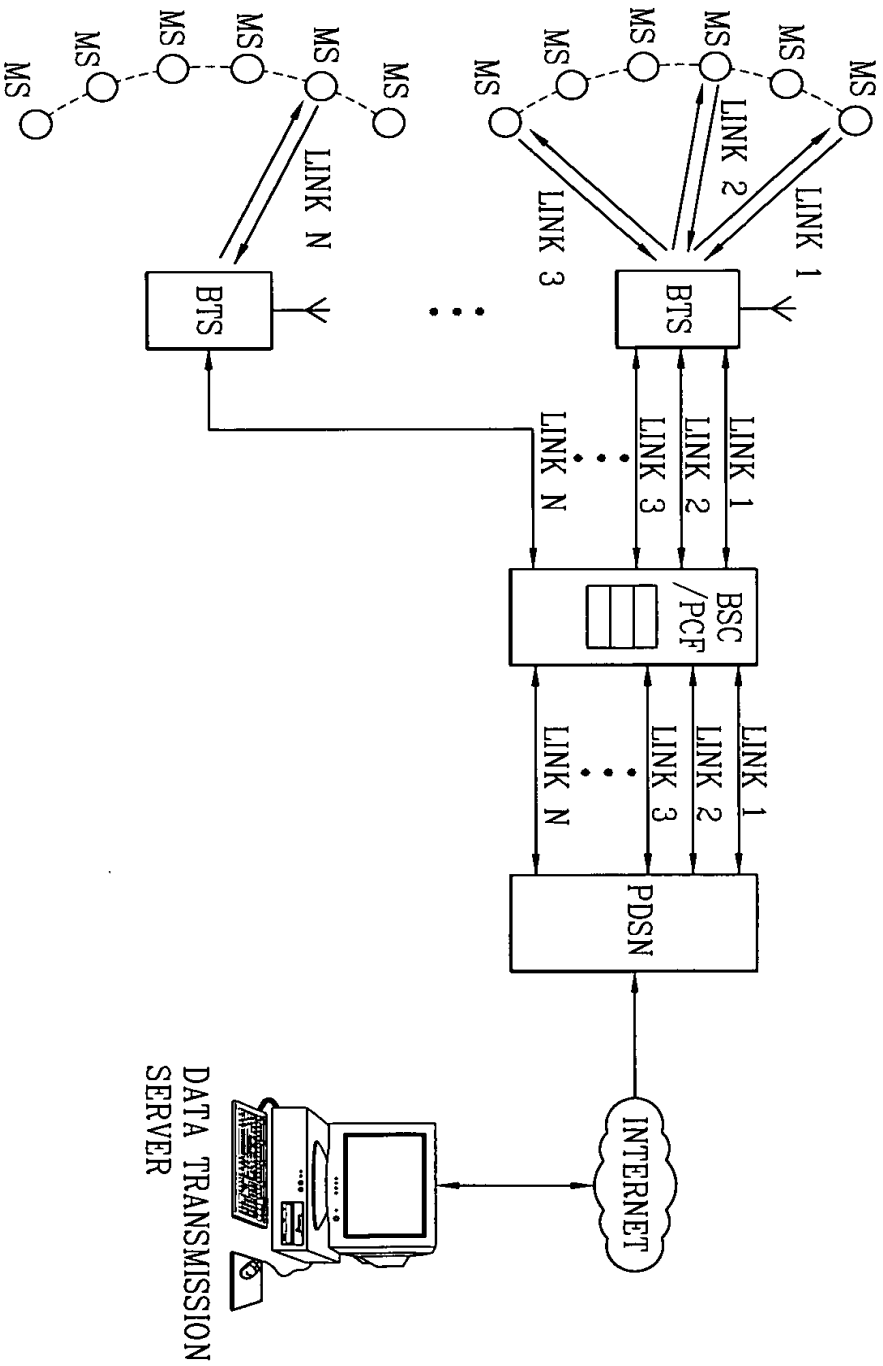 MS
MS
MS
MS
MS
MS
LINK 1
LINK 2
LINK 3
BTS
MS
MS
MS
MS
MS
MS
LINK N
BTS
LINK 1
LINK 2
LINK 3
LINK N
BSC
/PCF
LINK 1
LINK 2
LINK 3
LINK N
PDSN
INTERNET
DATA TRANSMISSION
SERVER